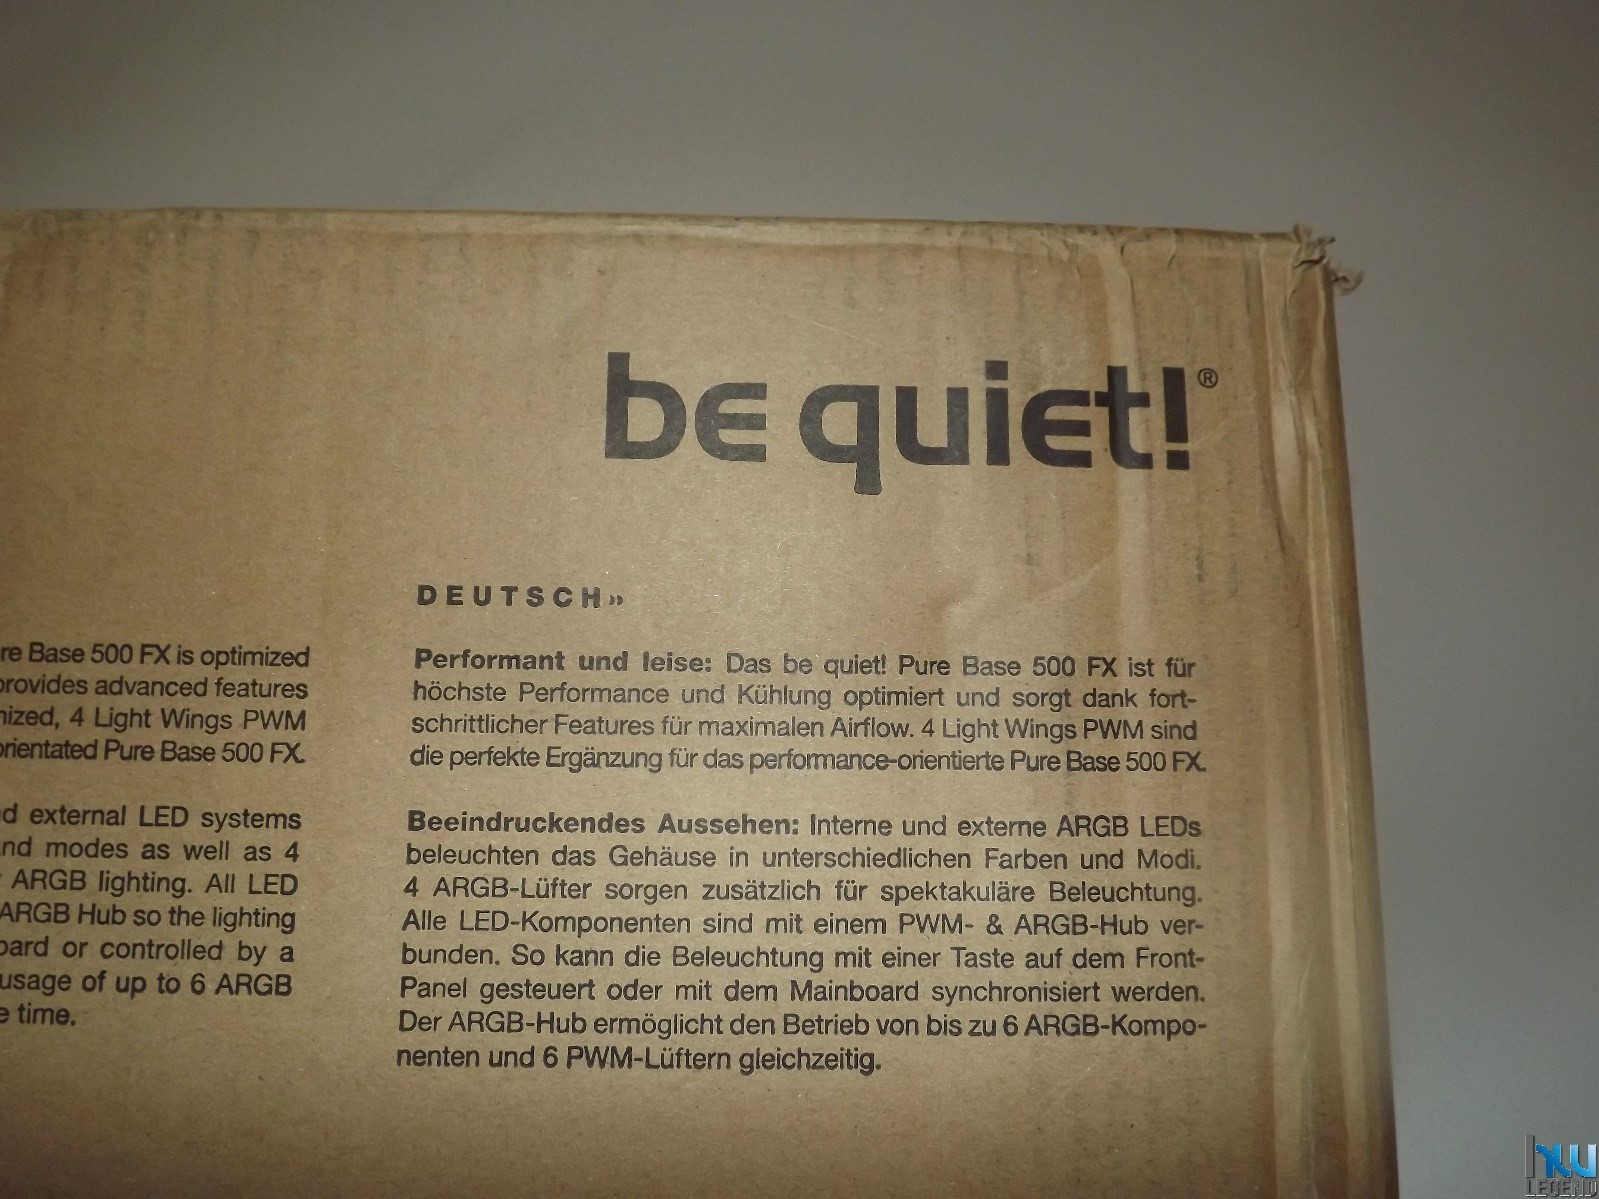 be quiet!®
re Base 500 FX is optimized
provides advanced features
nized, 4 Light Wings PWM
orientated Pure Base 500 FX.
d external LED systems
nd modes as well as 4
ARGB lighting. All LED
ARGB Hub so the lighting
oard or controlled by a
usage of up to 6 ARGB
e time.
DEUTSCH»
Performant und leise: Das be quiet! Pure Base 500 FX ist für
höchste Performance und Kühlung optimiert und sorgt dank fort-
schrittlicher Features für maximalen Airflow. 4 Light Wings PWM sind
die perfekte Ergänzung für das performance-orientierte Pure Base 500 FX.
Beeindruckendes Aussehen: Interne und externe ARGB LEDs
beleuchten das Gehäuse in unterschiedlichen Farben und Modi.
4 ARGB-Lüfter sorgen zusätzlich für spektakuläre Beleuchtung.
Alle LED-Komponenten sind mit einem PWM- & ARGB-Hub ver-
bunden. So kann die Beleuchtung mit einer Taste auf dem Front-
Panel gesteuert oder mit dem Mainboard synchronisiert werden.
Der ARGB-Hub ermöglicht den Betrieb von bis zu 6 ARGB-Kompo-
nenten und 6 PWM-Lüftern gleichzeitig.
LEGEND